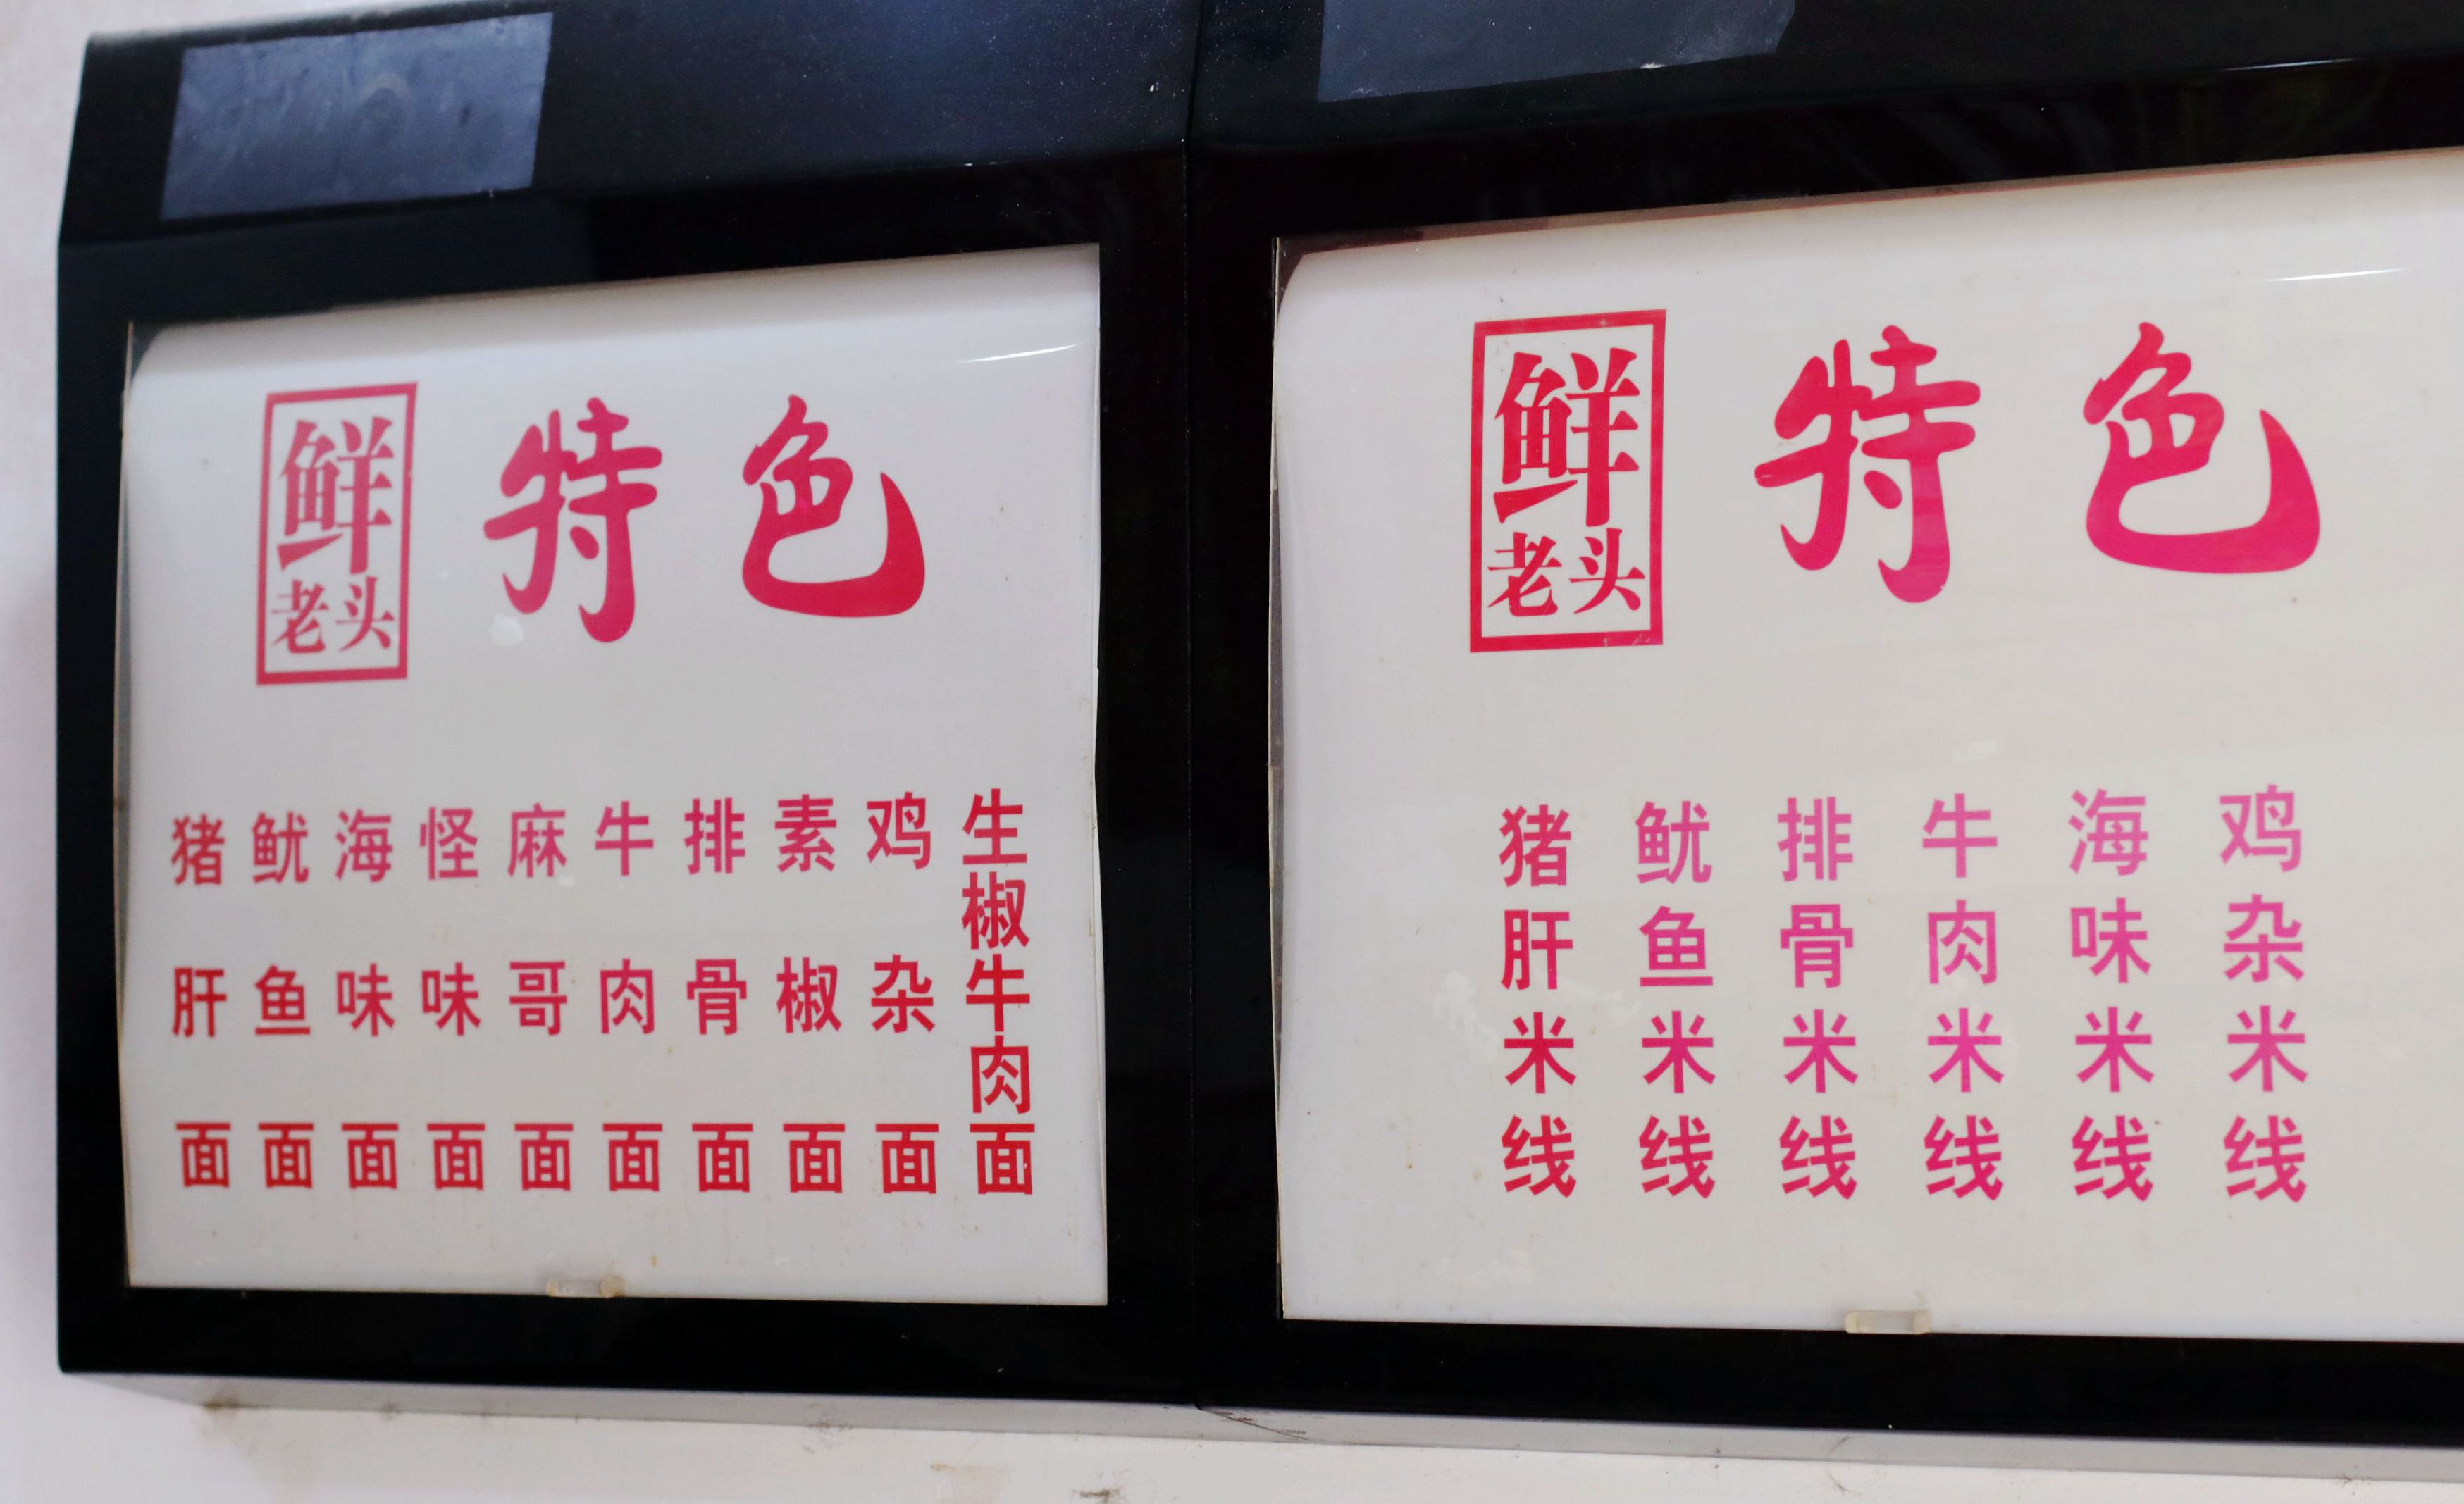 鲜
老头
特色
猪肝面
鱿鱼面
海味面
怪味面
麻哥面
牛肉面
排骨面
素椒面
鸡杂面
生椒牛肉面
鲜
老头
特色
猪肝米线
鱿鱼米线
排骨米线
牛肉米线
海味米线
鸡杂米线